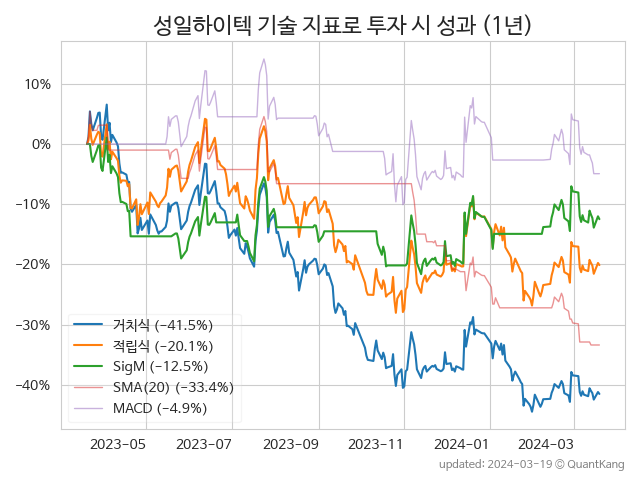 성일하이텍 기술 지표로 투자 시 성과 (1년)
10%
0%
−10%
−20%
−30%
−40%
거치식 (−41.5%)
적립식 (−20.1%)
SigM (−12.5%)
SMA(20) (−33.4%)
MACD (−4.9%)
2023-05 2023-07 2023-09 2023-11 2024-01 2024-03
updated: 2024-03-19 © QuantKang